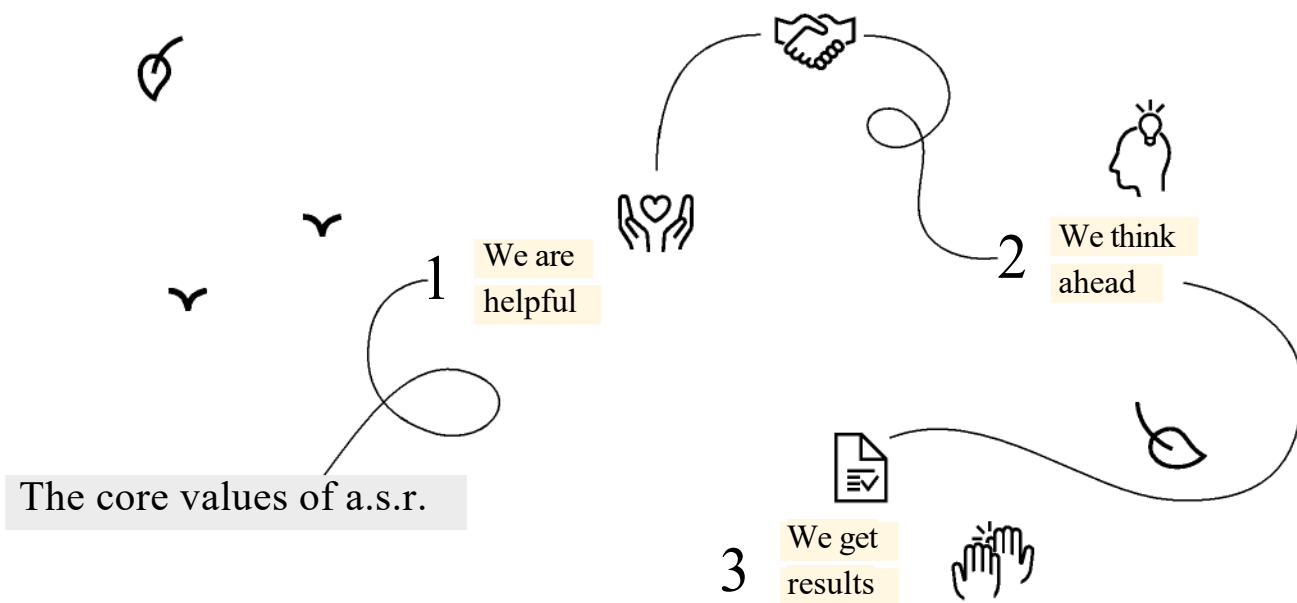 The core values of a.s.r.
1
We are
helpful
2
We think
ahead
3
We get
results